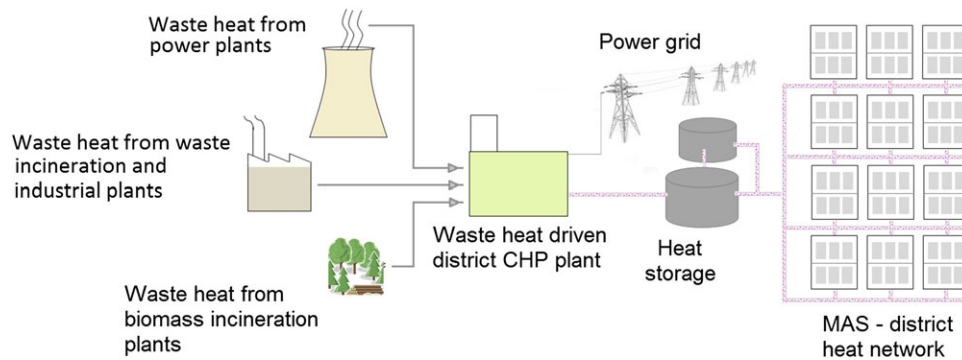 Waste heat from
power plants
Power grid
Waste heat from waste
incineration and
industrial plants
Waste heat driven
district CHP plant
Heat
storage
Waste heat from
biomass incineration
plants
MAS - district
heat network